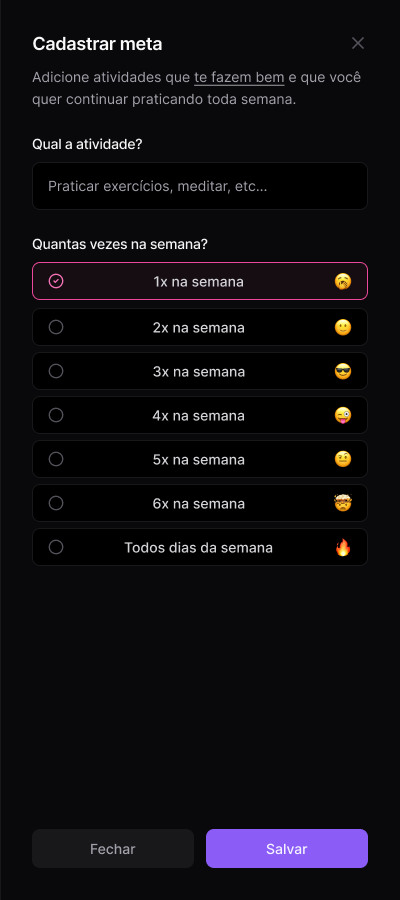 Cadastrar meta
Adicione atividades que te fazem bem e que você
quer continuar praticando toda semana.
Qual a atividade?
Praticar exercícios, meditar, etc...
Quantas vezes na semana?
1x na semana 🥱
2x na semana 🙂
3x na semana 😎
4x na semana 😜
5x na semana 🤨
6x na semana 🤯
Todos dias da semana 🔥
Fechar
Salvar